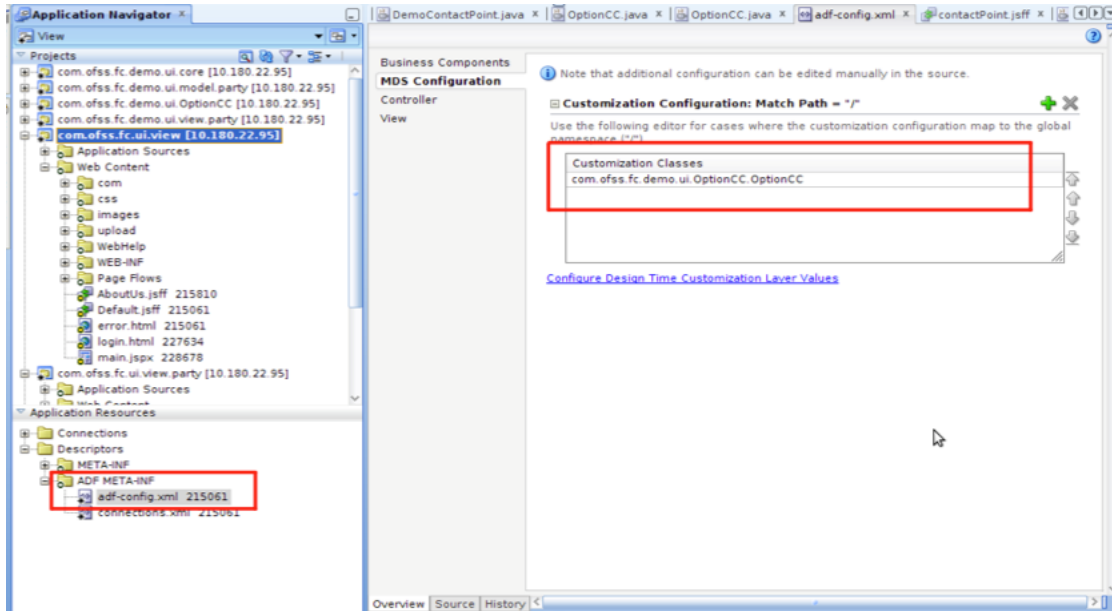 Application Navigator
View
Projects
com.ofss.fc.demo.ui.core [10.180.22.95]
com.ofss.fc.demo.ui.model.party [10.180.22.95]
com.ofss.fc.demo.ui.OptionCC [10.180.22.95]
com.ofss.fc.demo.ui.view.party [10.180.22.95]
com.ofss.fc.ui.view [10.180.22.95]
Application Sources
Web Content
com
css
images
upload
WebHelp
WEB-INF
Page Flows
AboutUs.jsff 215810
Default.jsff 215061
error.html 215061
login.html 227634
main.jspx 228678
com.ofss.fc.ui.view.party [10.180.22.95]
Application Sources
Web Content
Application Resources
Connections
Descriptors
META-INF
ADF META-INF
adf-config.xml 215061
connections.xml 215061
DemoContactPoint.java OptionCC.java OptionCC.java adf-config.xml contactPoint.jsff
Business Components
MDS Configuration
Controller
View
Note that additional configuration can be edited manually in the source.
Customization Configuration: Match Path = "/"
Use the following editor for cases where the customization configuration map to the global
namespace ("/")
Customization Classes
com.ofss.fc.demo.ui.OptionCC.OptionCC
Configure Design Time Customization Layer Values
Overview Source History